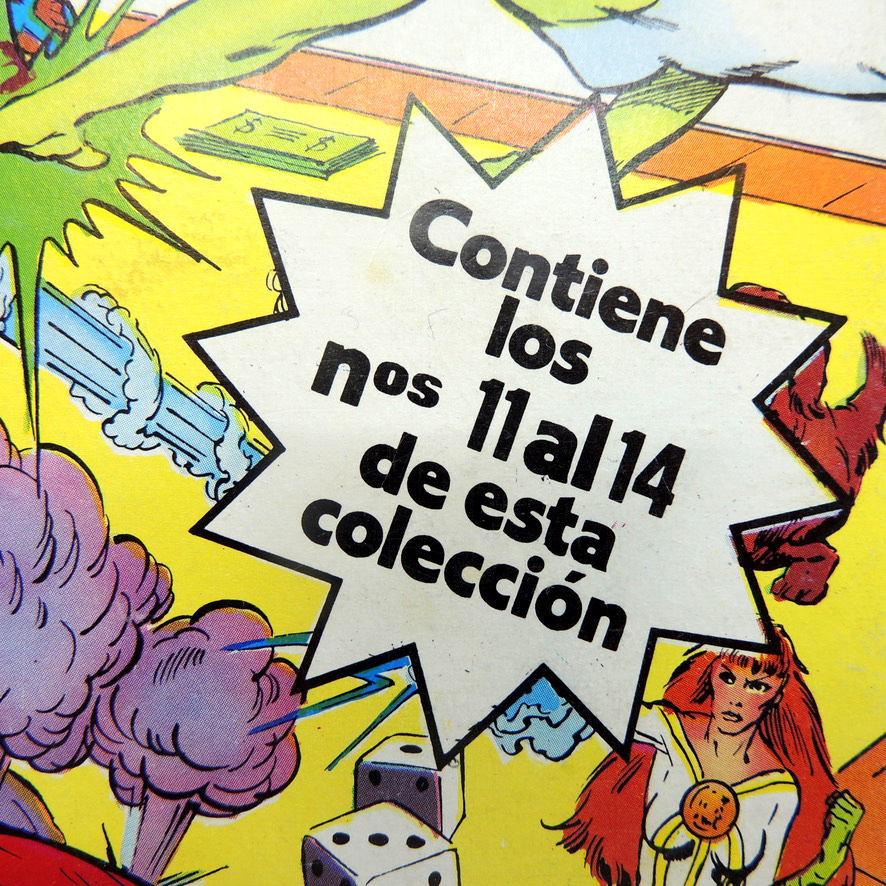 $ $
Contiene
los
nos 11 al 14
de esta
colección